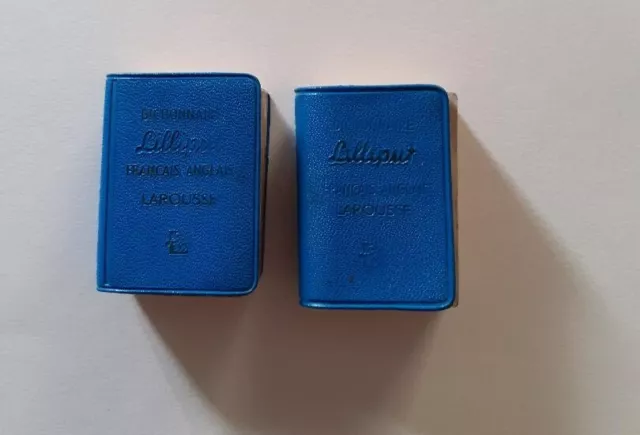 DICTIONNAIRE
Lilliput
FRANÇAIS ANGLAIS
LAROUSSE
Lilliput
LAROUSSE